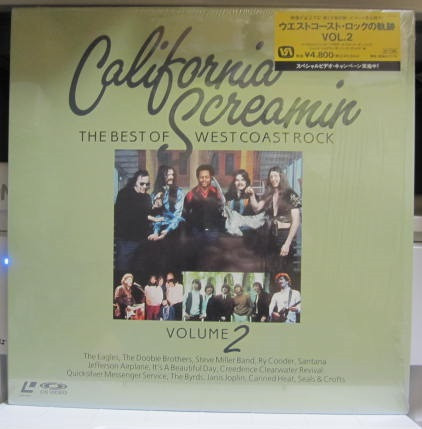 ウエストコースト・ロックの軌跡
VOL.2
¥4,800
スペシャルビデオ・キャンペーン実施中!
California
Screamin
THE BEST OF WEST COAST ROCK
VOLUME 2
The Eagles, The Doobie Brothers, Steve Miller Band, Ry Cooder, Santana
Jefferson Airplane, It's A Beautiful Day, Creedence Clearwater Revival
Quicksilver Messenger Service, The Byrds, Janis Joplin, Canned Heat, Seals & Crofts